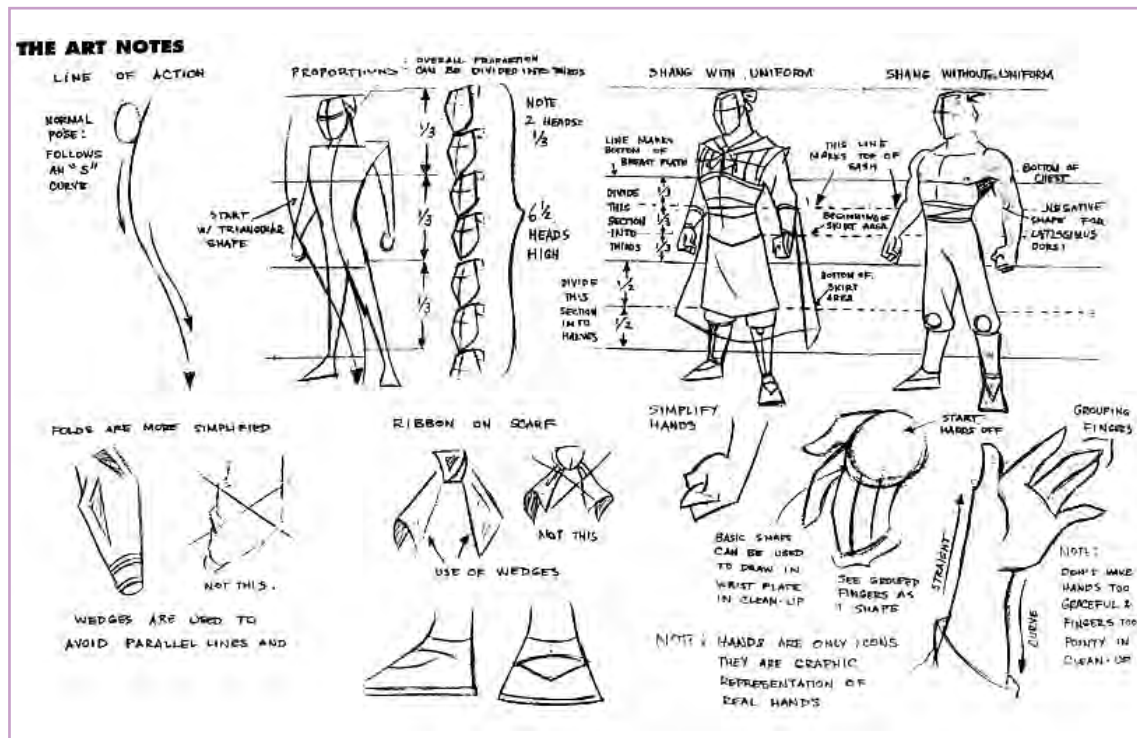 THE ART NOTES
LINE OF ACTION
NORMAL
POSE:
FOLLOWS
AN "S"
CURVE
PROPORTIONS: OVERALL PROPORTION
CAN BE DIVIDED INTO THIRDS
START
W/ TRIANGULAR
SHAPE
1/3
1/3
1/3
NOTE
2 HEADS=
1/3
6 1/2
HEADS
HIGH
SHANG WITH UNIFORM
LINE MARKS
BOTTOM OF
BREAST PLATE
DIVIDE
THIS
SECTION
INTO
THIRDS
1/3
1/3
1/3
DIVIDE
THIS
SECTION
INTO
HALVES
1/2
1/2
THIS LINE
MARKS TOP OF
SASH
BEGINNING OF
SKIRT AREA
BOTTOM OF
SKIRT
AREA
SHANG WITHOUT UNIFORM
BOTTOM OF
CHEST
NEGATIVE
SHAPE FOR
LATISSIMUS
DORSI
FOLDS ARE MORE SIMPLIFIED
NOT THIS.
WEDGES ARE USED TO
AVOID PARALLEL LINES AND
RIBBON ON SCARF
NOT THIS
USE OF WEDGES
SIMPLIFY
HANDS
BASIC SHAPE
CAN BE USED
TO DRAW IN
WRIST PLATE
IN CLEAN-UP
START
HANDS OFF
SEE GROUPED
FINGERS AS
1 SHAPE
GROUPING
FINGERS
STRAIGHT
CURVE
NOTE:
DON'T MAKE
HANDS TOO
GRACEFUL &
FINGERS TOO
POINTY IN
CLEAN-UP
NOTE: HANDS ARE ONLY ICONS
THEY ARE GRAPHIC
REPRESENTATION OF
REAL HANDS